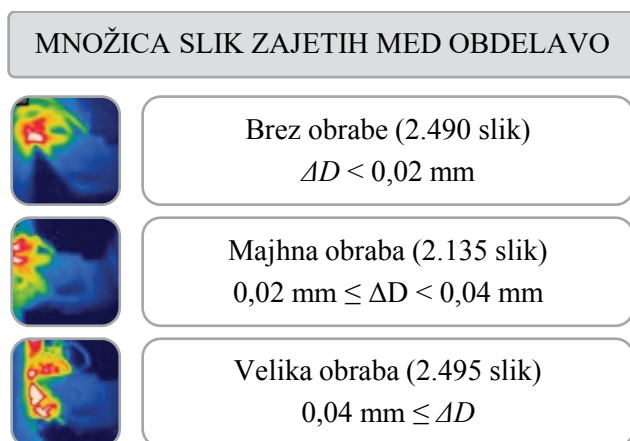 MNOŽICA SLIK ZAJETIH MED OBDELAVO
Brez obrabe (2.490 slik)
ΔD < 0,02 mm
Majhna obraba (2.135 slik)
0,02 mm ≤ ΔD < 0,04 mm
Velika obraba (2.495 slik)
0,04 mm ≤ ΔD